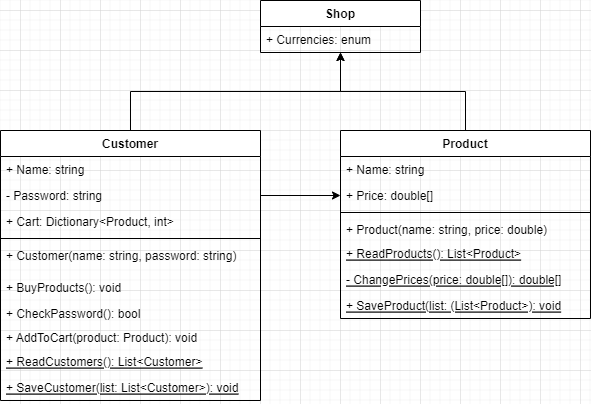 Shop
+ Currencies: enum
Customer
+ Name: string
- Password: string
+ Cart: Dictionary<Product, int>
+ Customer(name: string, password: string)
+ BuyProducts(): void
+ CheckPassword(): bool
+ AddToCart(product: Product): void
+ ReadCustomers(): List<Customer>
+ SaveCustomer(list: List<Customer>): void
Product
+ Name: string
+ Price: double[]
+ Product(name: string, price: double)
+ ReadProducts(): List<Product>
- ChangePrices(price: double[]): double[]
+ SaveProduct(list: (List<Product>): void